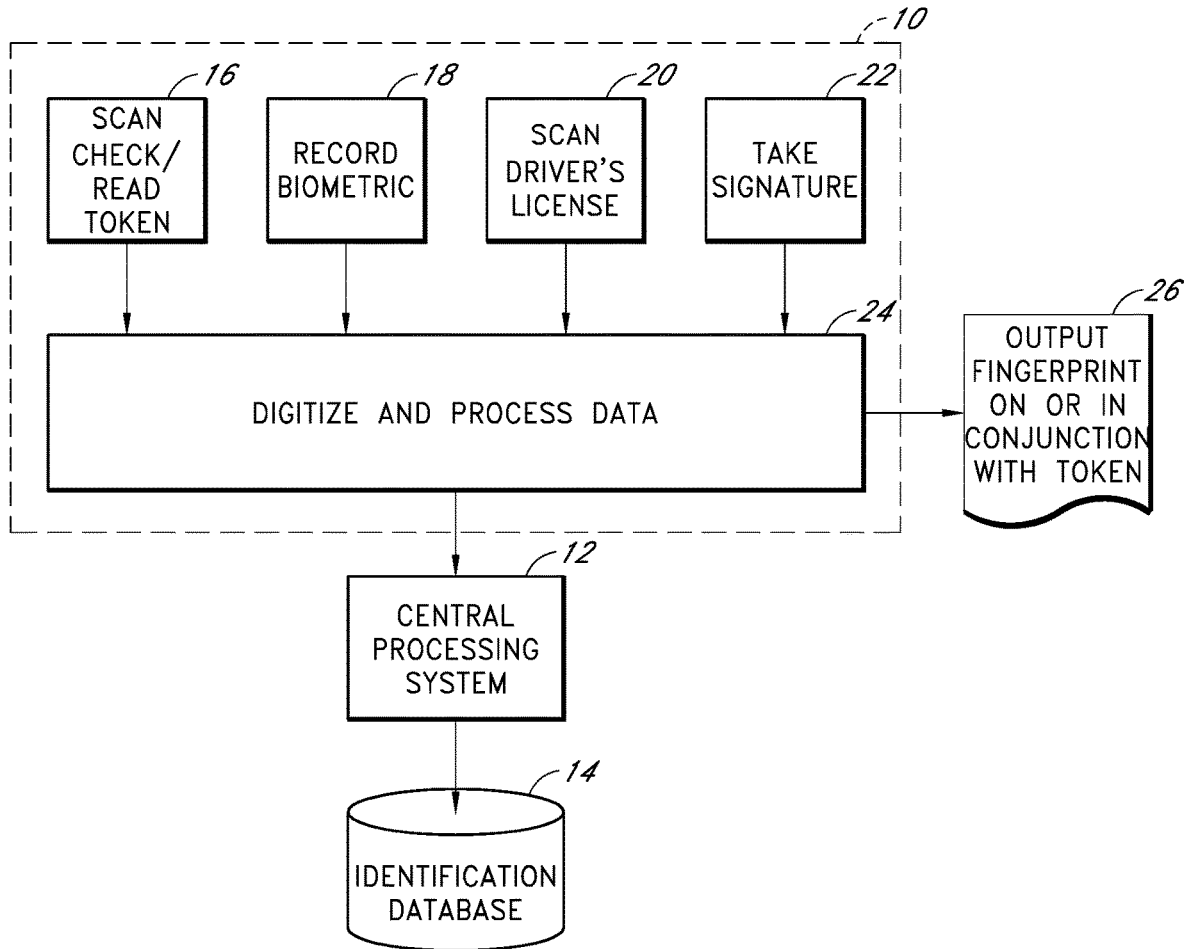 10
16
18
20
22
SCAN
CHECK/
READ
TOKEN
RECORD
BIOMETRIC
SCAN
DRIVER'S
LICENSE
TAKE
SIGNATURE
24
DIGITIZE AND PROCESS DATA
26
OUTPUT
FINGERPRINT
ON OR IN
CONJUNCTION
WITH TOKEN
12
CENTRAL
PROCESSING
SYSTEM
14
IDENTIFICATION
DATABASE